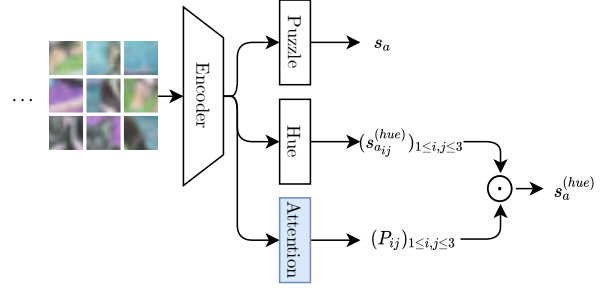 ...
Encoder
Puzzle
s_a
Hue
(s_{a_{ij}}^{(hue)})_{1≤i,j≤3}
Attention
(P_{ij})_{1≤i,j≤3}
⊙
s_a^{(hue)}